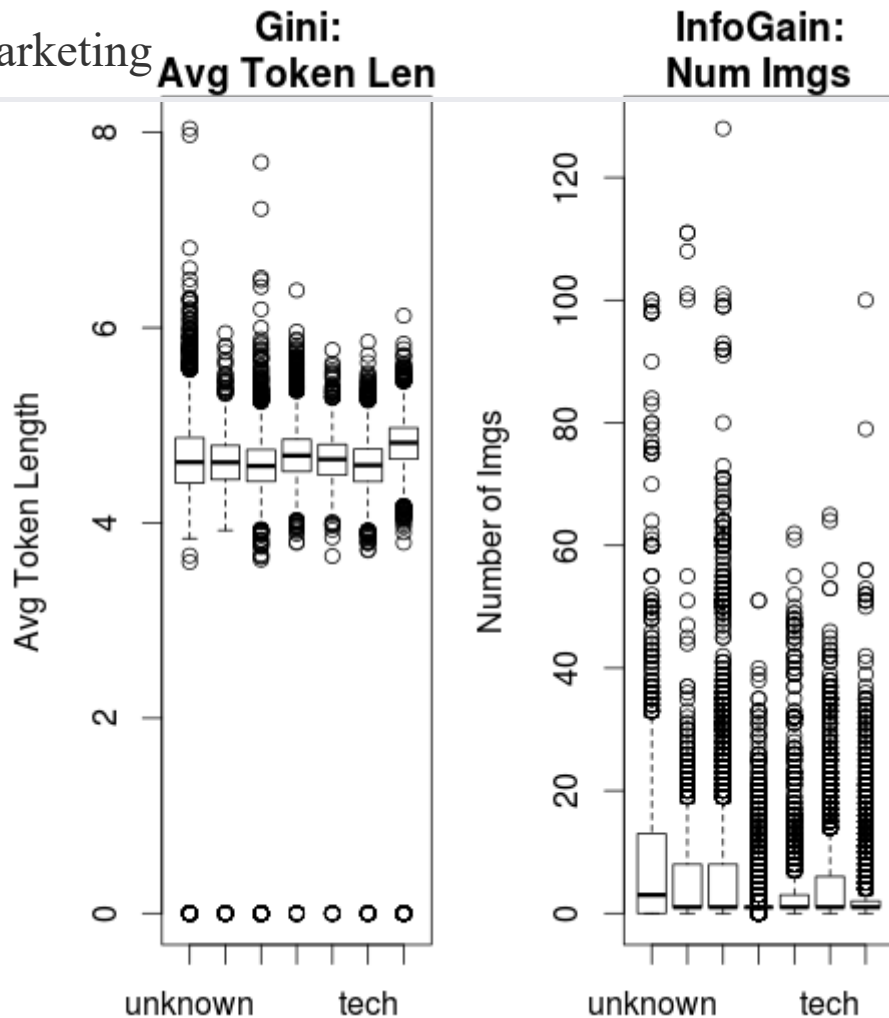 arketing
Gini:
Avg Token Len
InfoGain:
Num Imgs
Avg Token Length
8
6
4
2
0
unknown tech
Number of Imgs
120
100
80
60
40
20
0
unknown tech